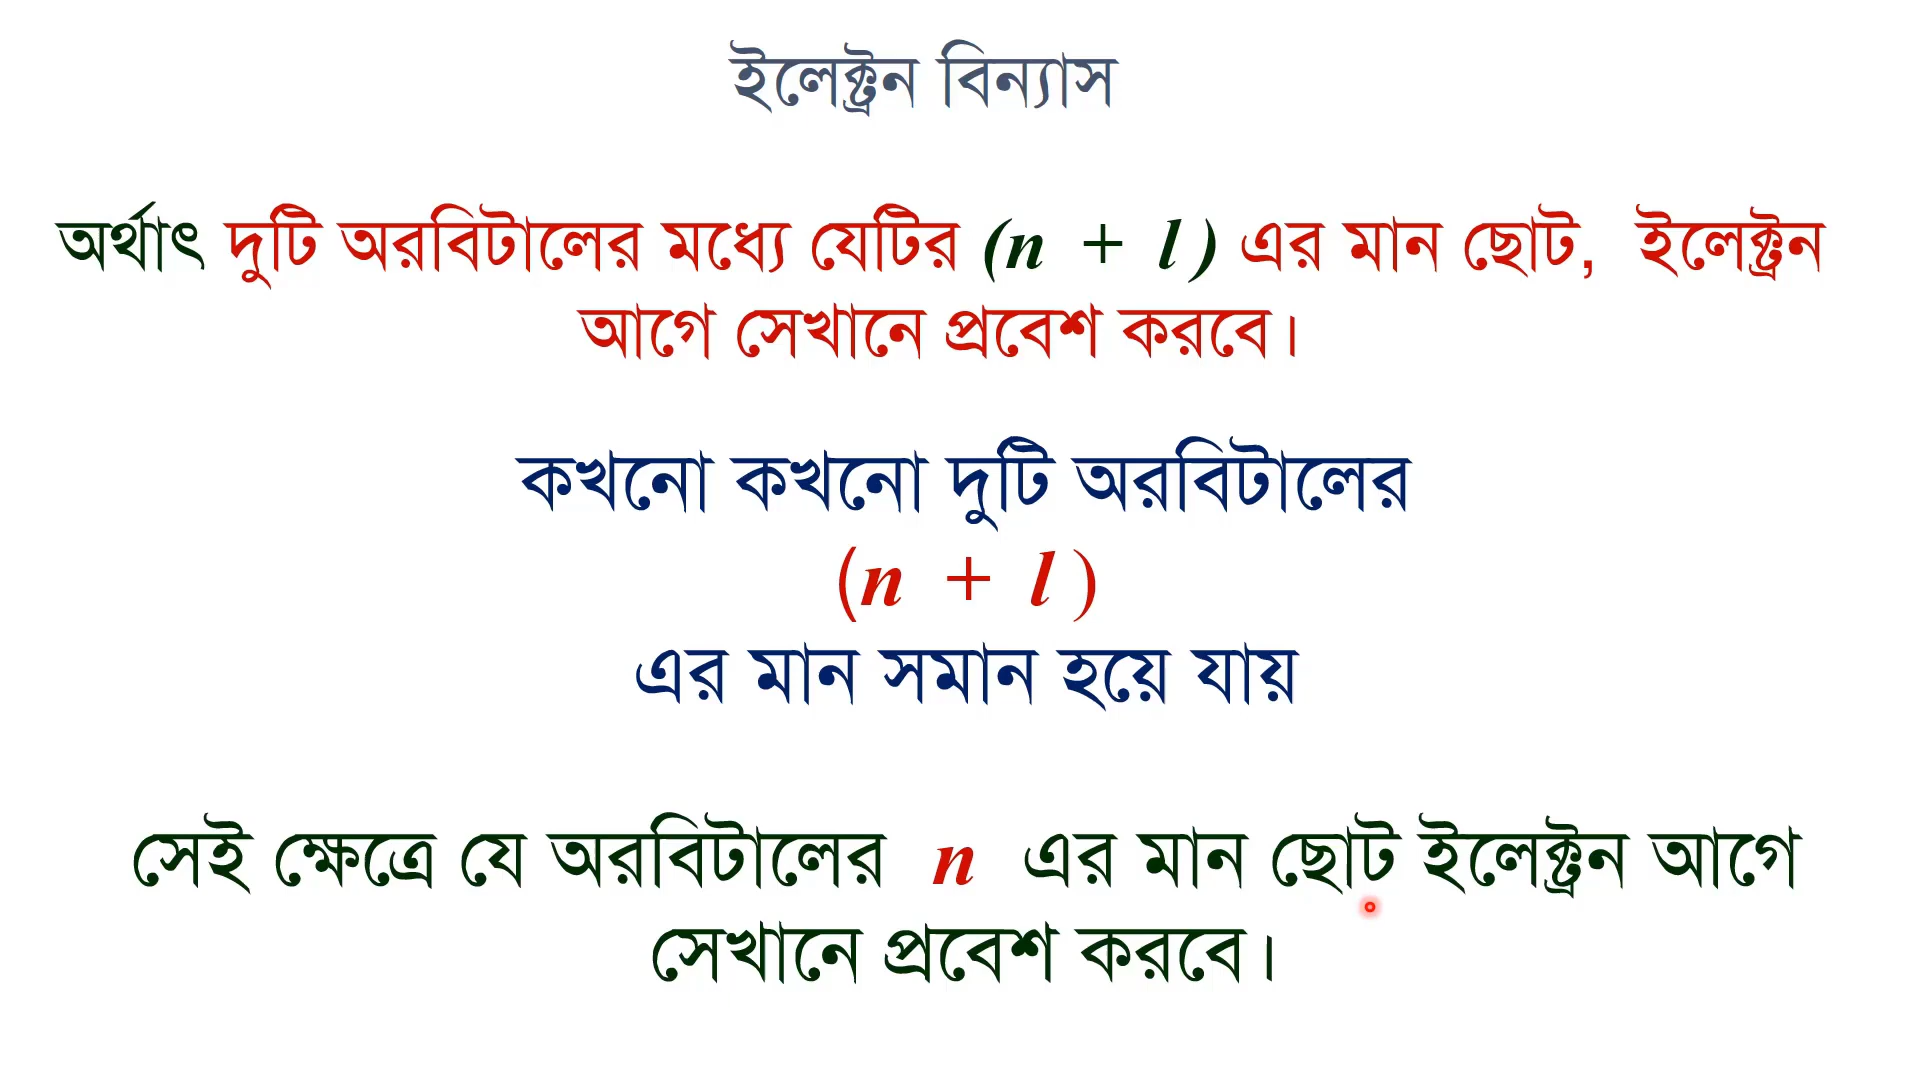 ইলেক্ট্রন বিন্যাস
অর্থাৎ দুটি অরবিটালের মধ্যে যেটির (n + l ) এর মান ছোট, ইলেক্ট্রন
আগে সেখানে প্রবেশ করবে।
কখনো কখনো দুটি অরবিটালের
(n + l )
এর মান সমান হয়ে যায়
সেই ক্ষেত্রে যে অরবিটালের n এর মান ছোট ইলেক্ট্রন আগে
সেখানে প্রবেশ করবে।